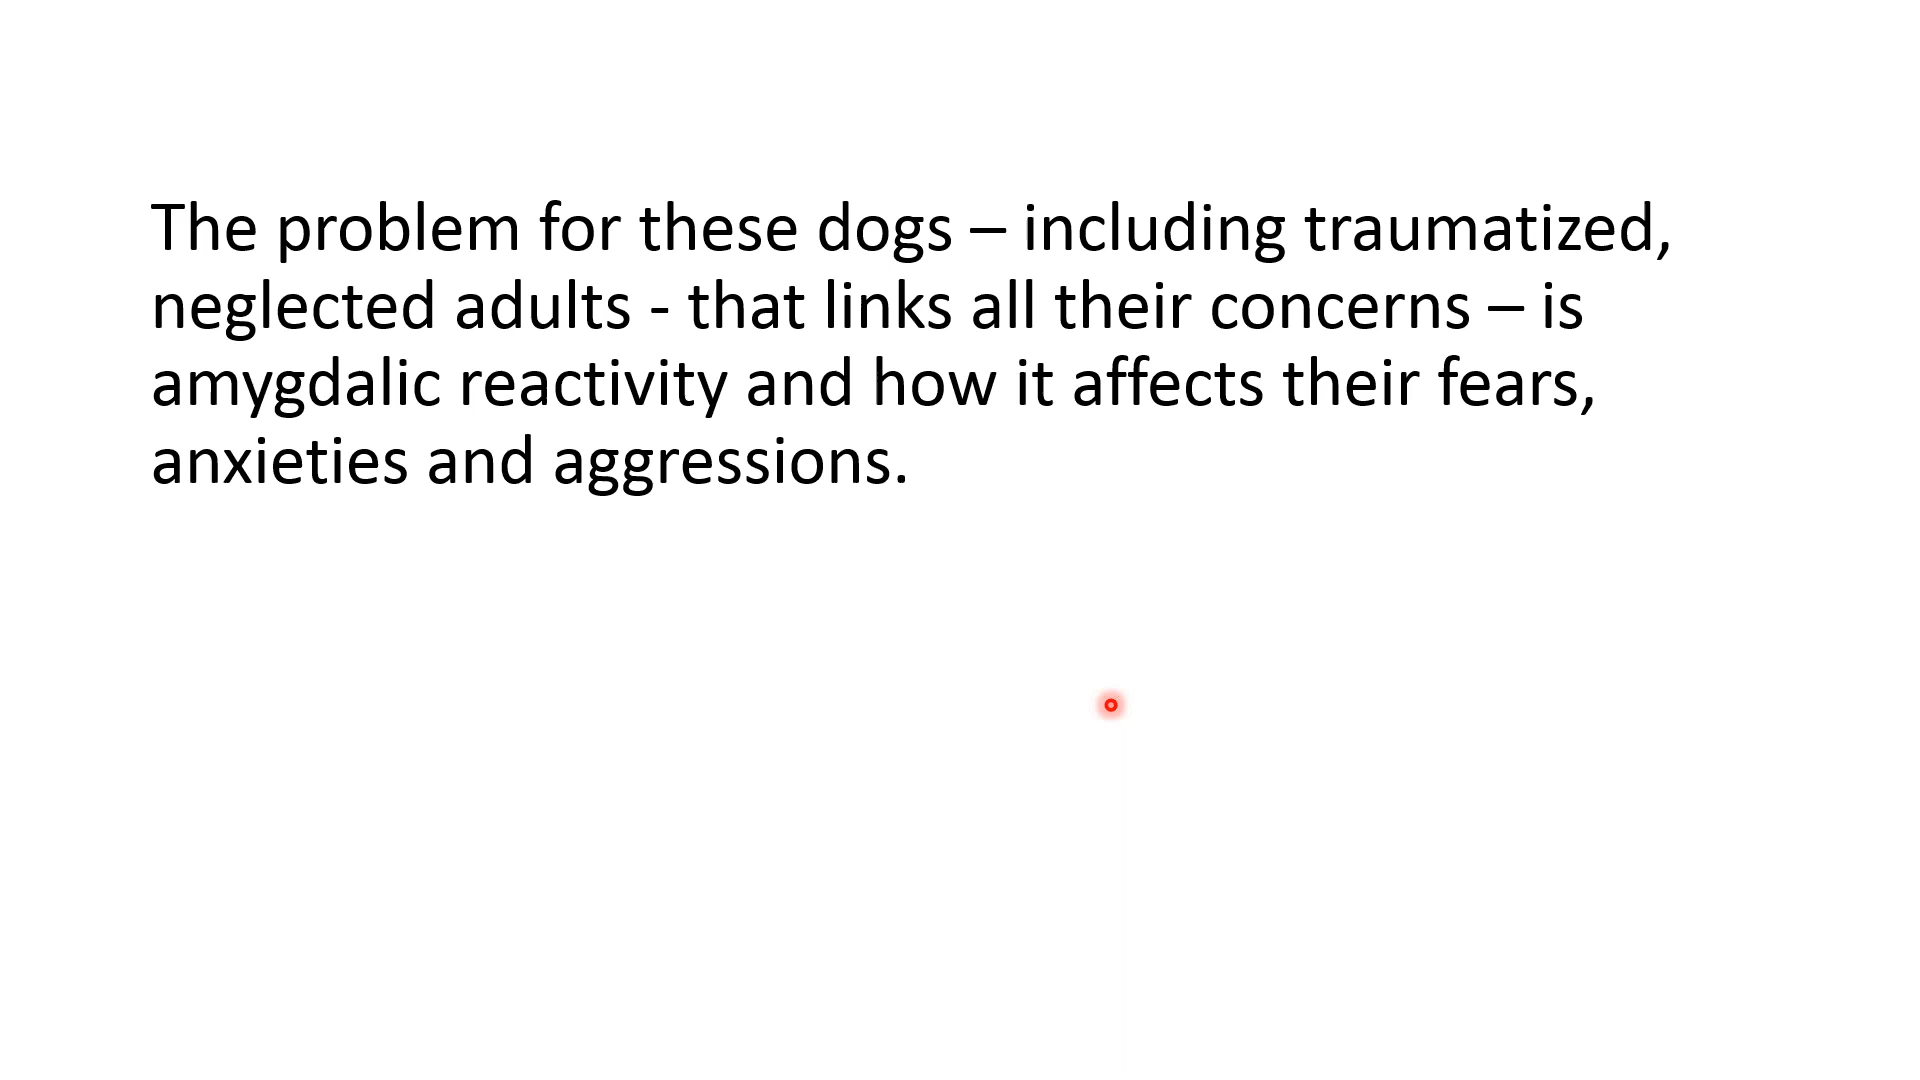 The problem for these dogs – including traumatized,
neglected adults - that links all their concerns – is
amygdalic reactivity and how it affects their fears,
anxieties and aggressions.